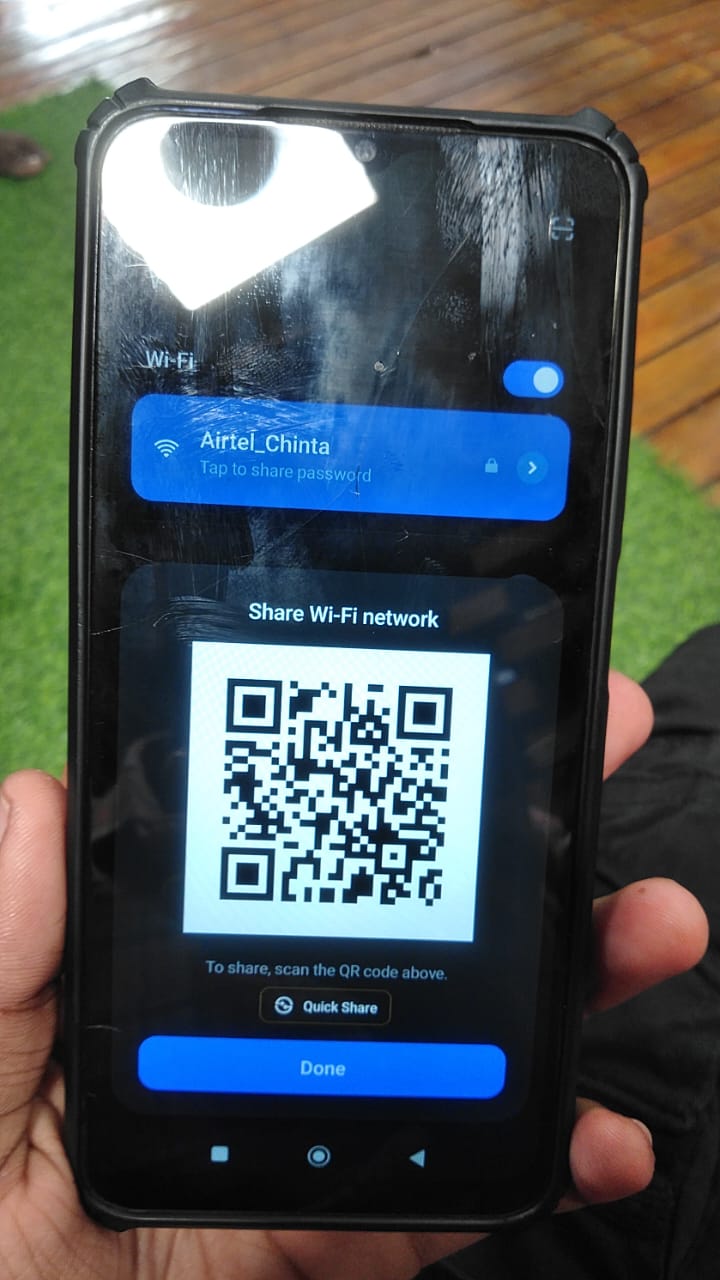 Wi-Fi
Airtel_Chinta
Tap to share password
Share Wi-Fi network
To share, scan the QR code above.
Quick Share
Done